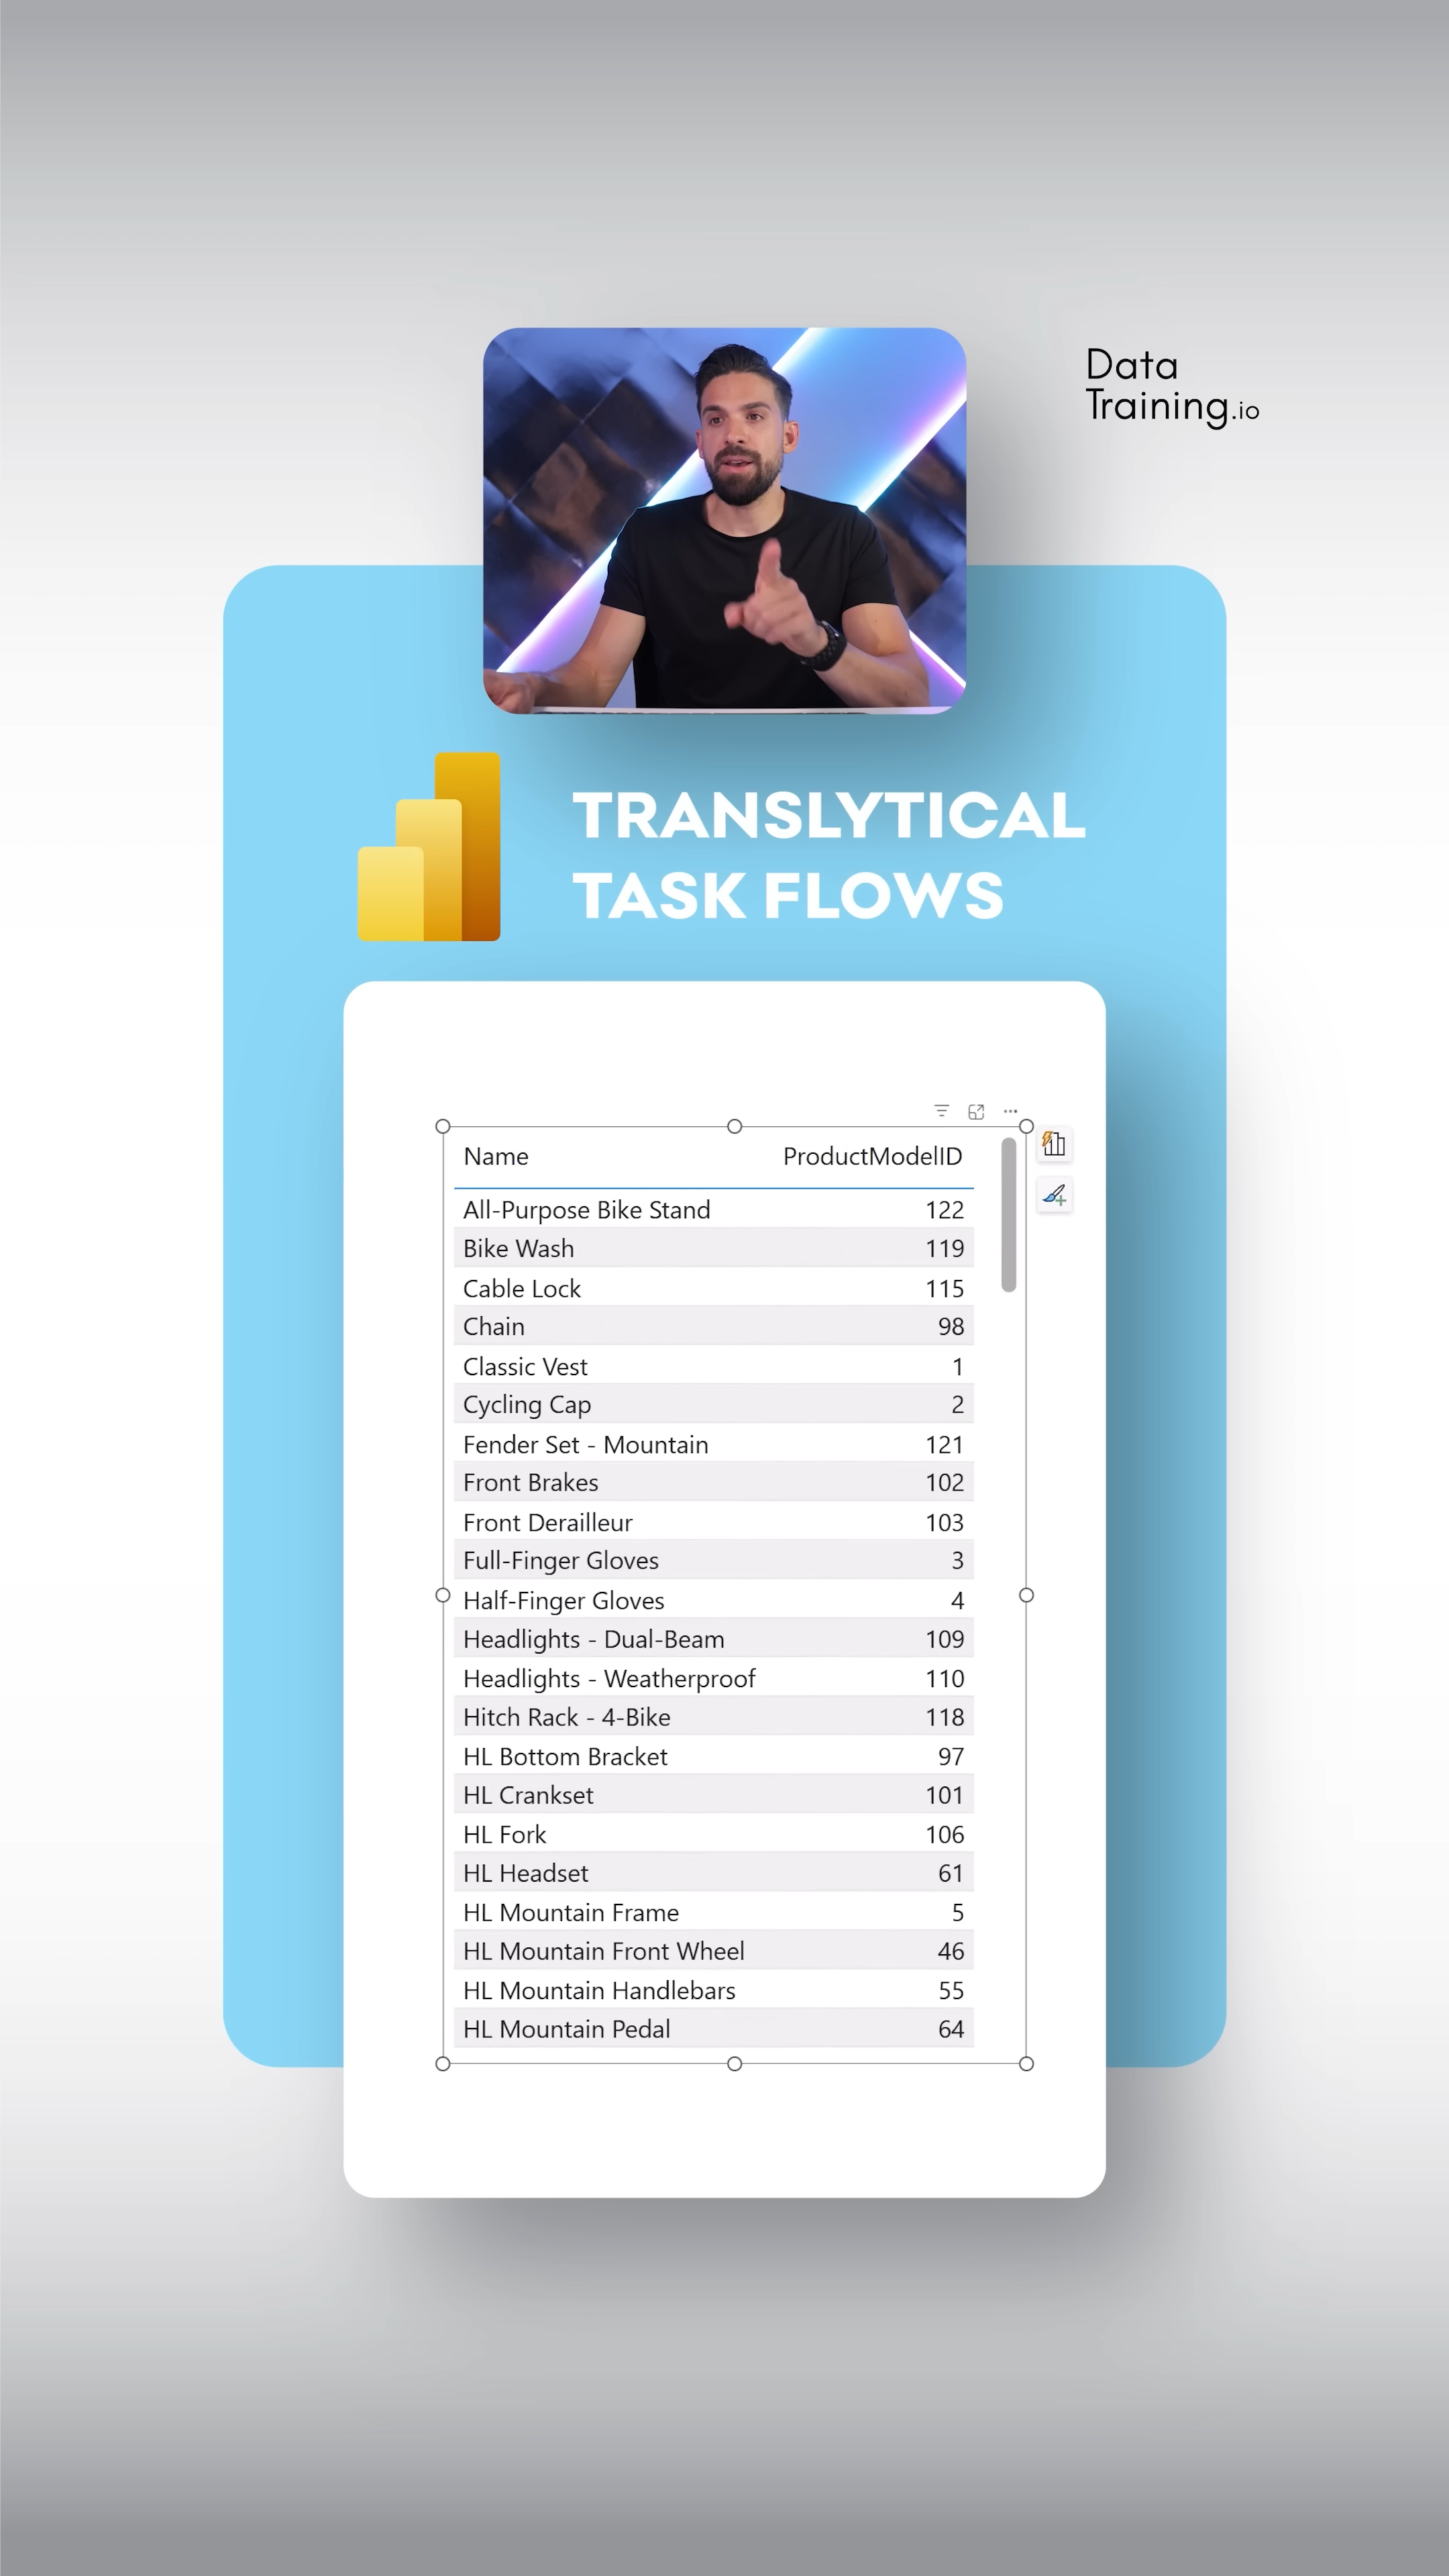 Data
Training.io
TRANSLYTICAL
TASK FLOWS
Name ProductModelID
All-Purpose Bike Stand 122
Bike Wash 119
Cable Lock 115
Chain 98
Classic Vest 1
Cycling Cap 2
Fender Set - Mountain 121
Front Brakes 102
Front Derailleur 103
Full-Finger Gloves 3
Half-Finger Gloves 4
Headlights - Dual-Beam 109
Headlights - Weatherproof 110
Hitch Rack - 4-Bike 118
HL Bottom Bracket 97
HL Crankset 101
HL Fork 106
HL Headset 61
HL Mountain Frame 5
HL Mountain Front Wheel 46
HL Mountain Handlebars 55
HL Mountain Pedal 64